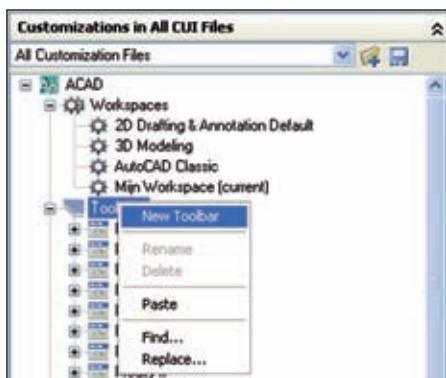 Customizations in All CUI Files
All Customization Files
ACAD
Workspaces
2D Drafting & Annotation Default
3D Modeling
AutoCAD Classic
Mijn Workspace (current)
New Toolbar
Rename
Delete
Paste
Find...
Replace...